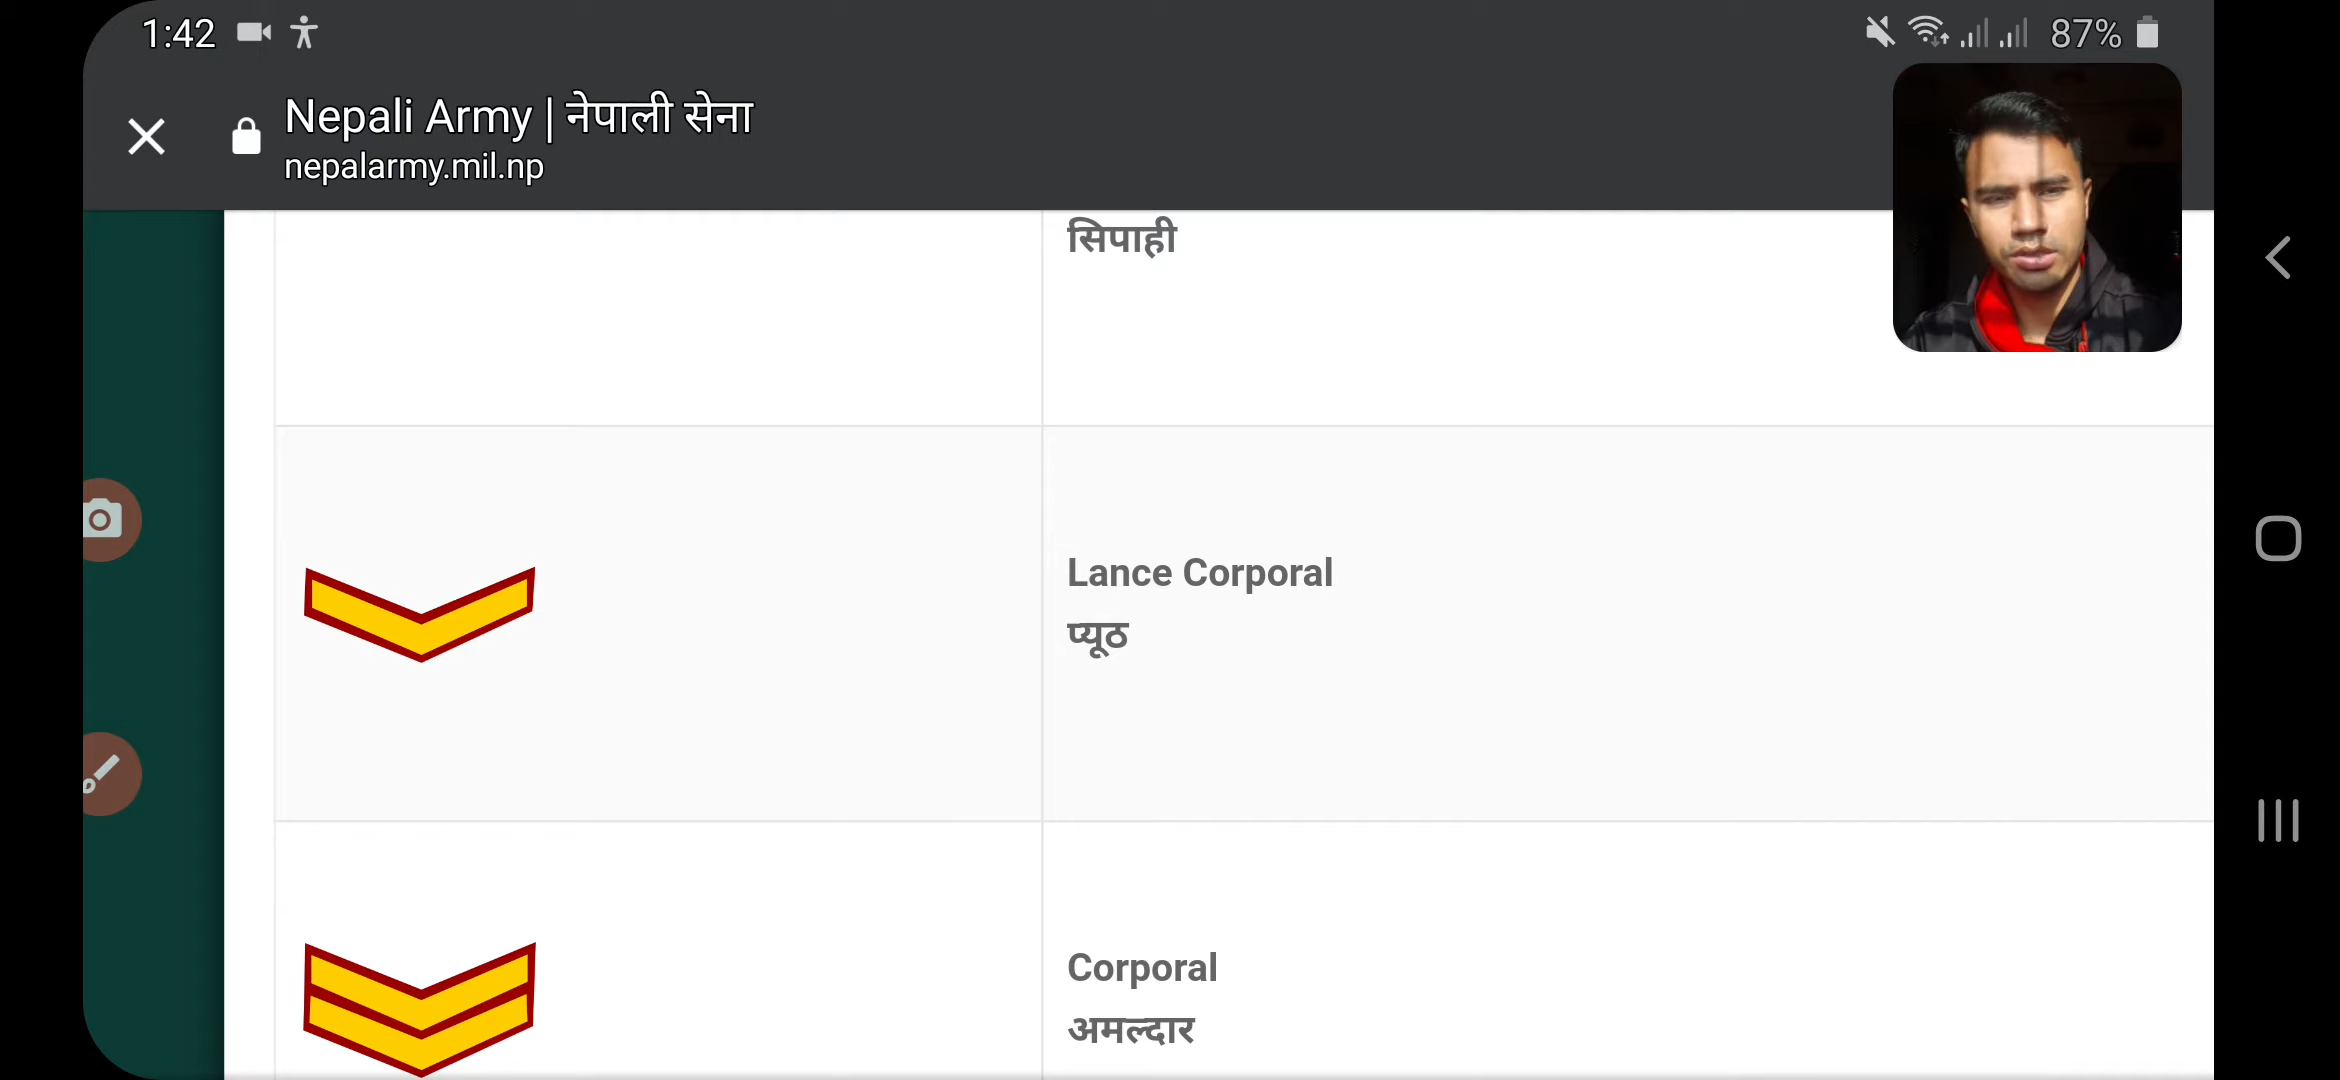 1:42
87%
Nepali Army | नेपाली सेना
nepalarmy.mil.np
सिपाही
Lance Corporal
प्यूठ
Corporal
अमल्दार